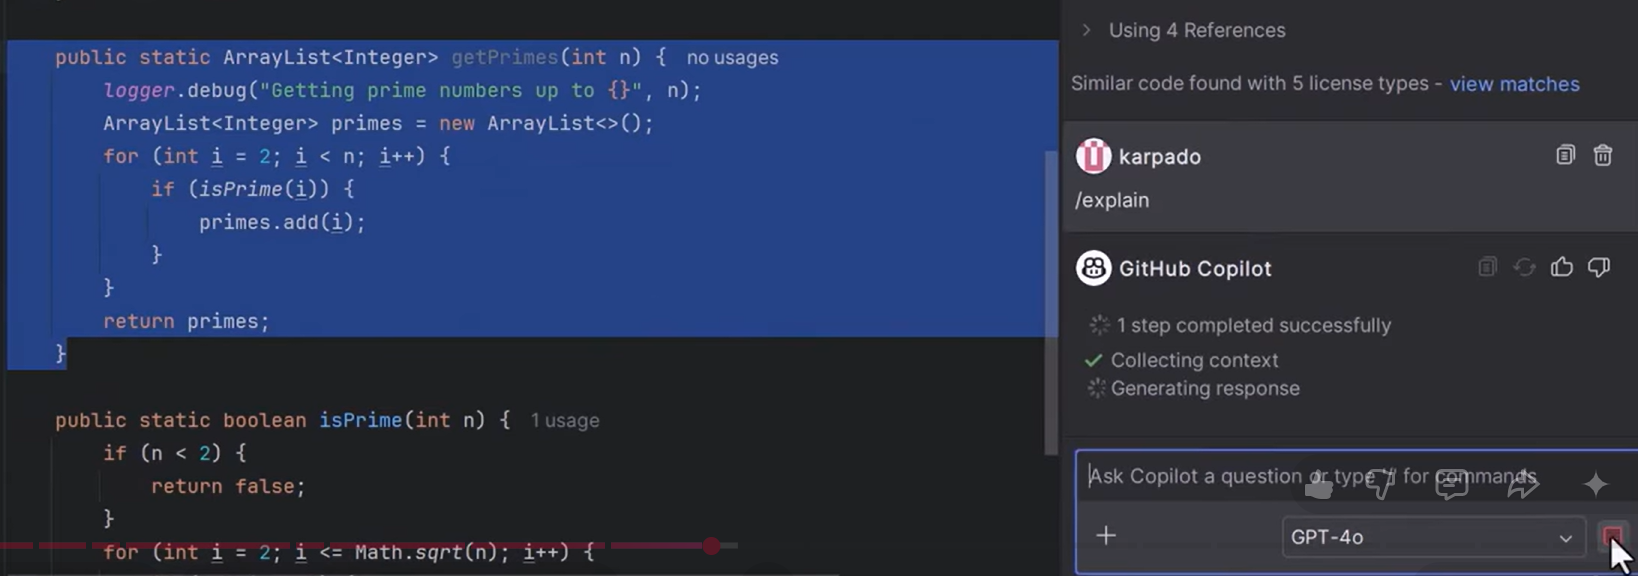 public static ArrayList<Integer> getPrimes(int n) { no usages
logger.debug("Getting prime numbers up to {}", n);
ArrayList<Integer> primes = new ArrayList<>();
for (int i = 2; i < n; i++) {
if (isPrime(i)) {
primes.add(i);
}
}
return primes;
}
public static boolean isPrime(int n) { 1 usage
if (n < 2) {
return false;
}
for (int i = 2; i <= Math.sqrt(n); i++) {
Using 4 References
Similar code found with 5 license types - view matches
karpado
/explain
GitHub Copilot
1 step completed successfully
Collecting context
Generating response
Ask Copilot a question or type '/' for commands
GPT-4o